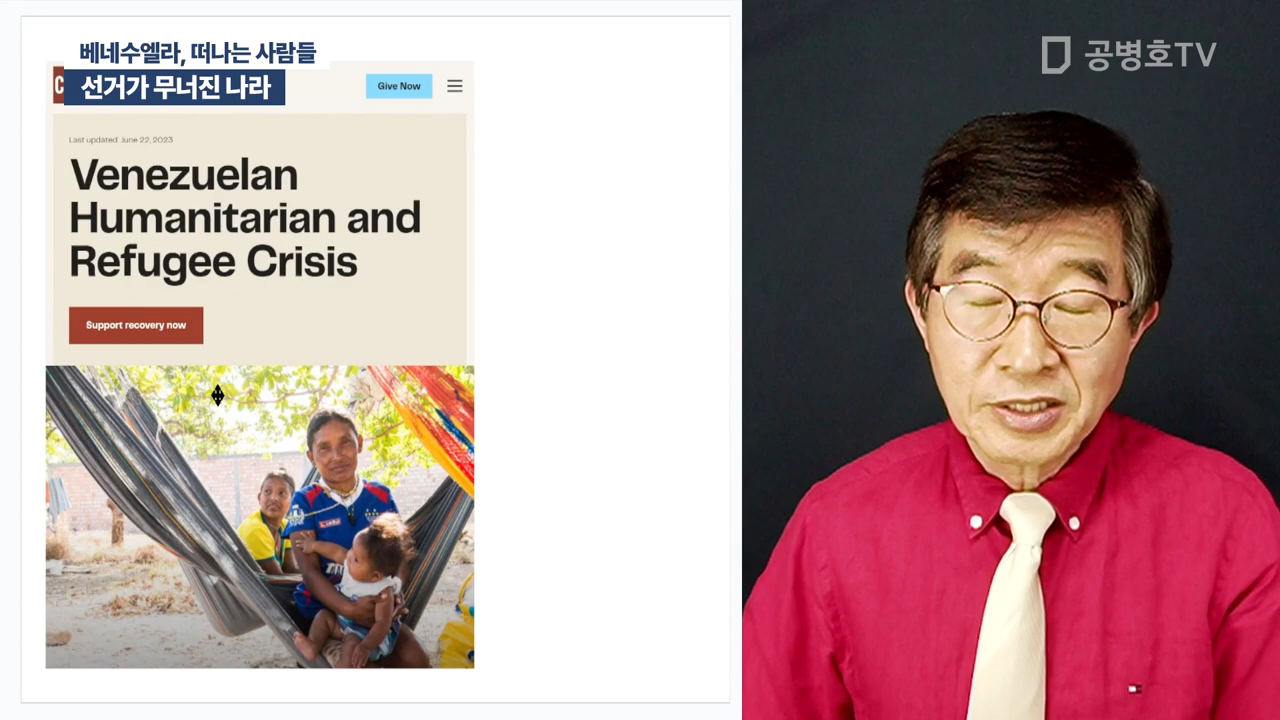 베네수엘라, 떠나는 사람들
선거가 무너진 나라
공병호TV
C
Give Now
Last updated June 22, 2023
Venezuelan
Humanitarian and
Refugee Crisis
Support recovery now